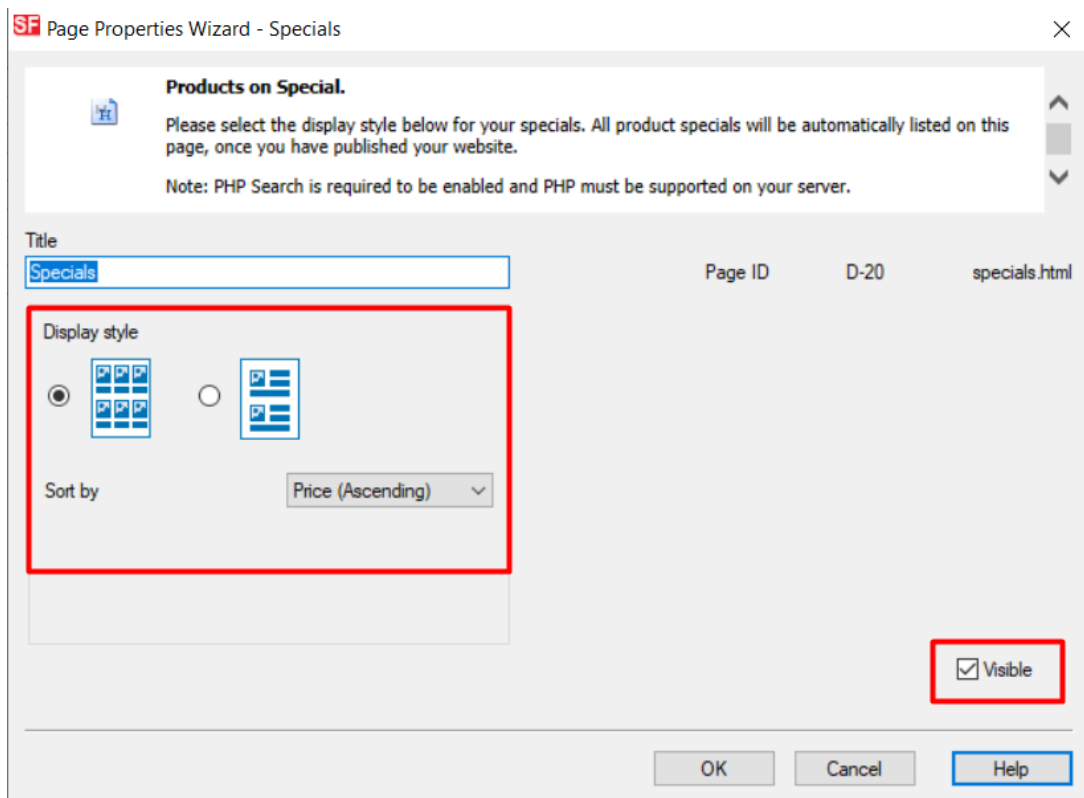 SF Page Properties Wizard - Specials
Products on Special.
Please select the display style below for your specials. All product specials will be automatically listed on this
page, once you have published your website.
Note: PHP Search is required to be enabled and PHP must be supported on your server.
Title
Specials
Page ID D-20 specials.html
Display style
Sort by Price (Ascending)
Visible
OK Cancel Help